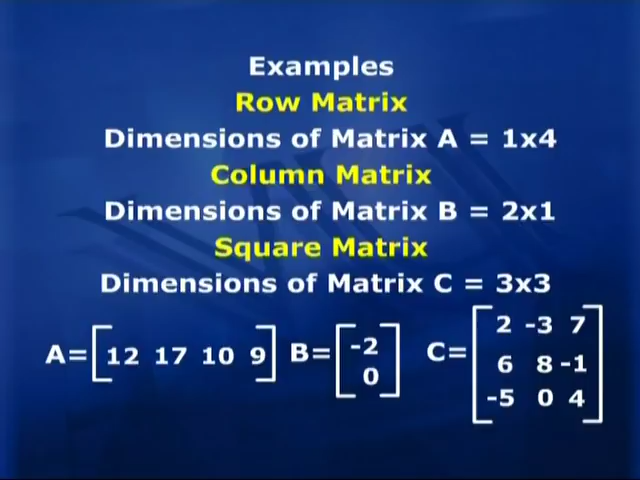 Examples
Row Matrix
Dimensions of Matrix A = 1x4
Column Matrix
Dimensions of Matrix B = 2x1
Square Matrix
Dimensions of Matrix C = 3x3
A=[12 17 10 9]
B=[-2
0]
C=[2 -3 7
6 8 -1
-5 0 4]